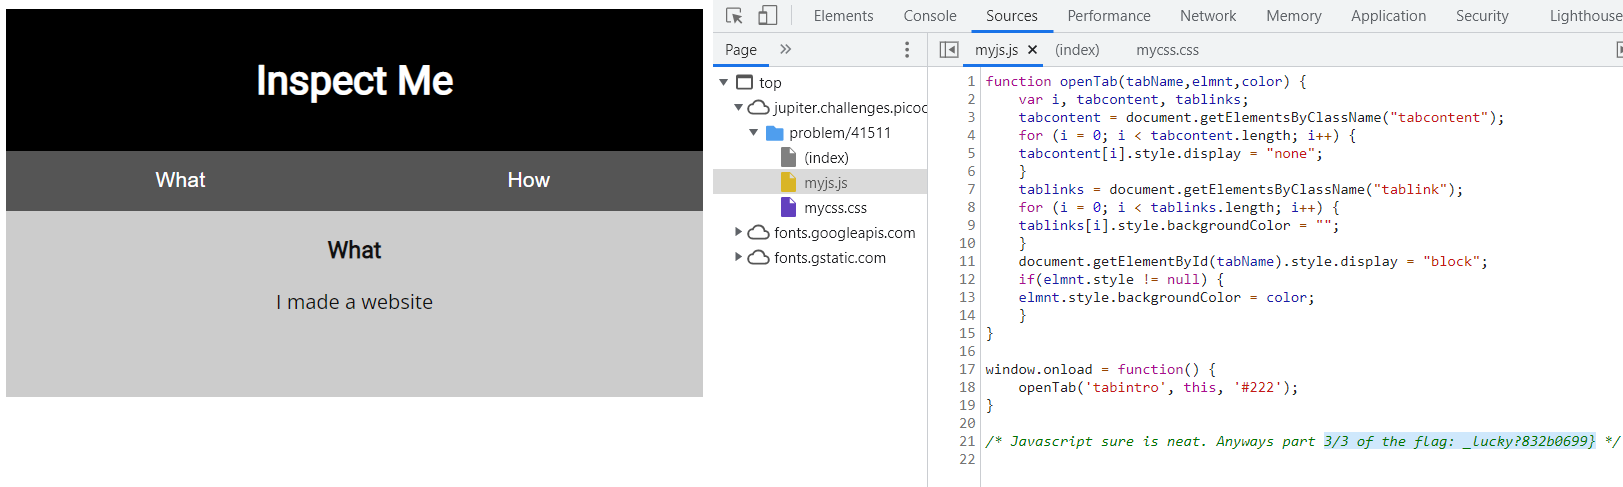 Inspect Me
What
How
What
I made a website
Elements Console Sources Performance Network Memory Application Security Lighthouse
Page »
top
jupiter.challenges.picoc
problem/41511
(index)
myjs.js
mycss.css
fonts.googleapis.com
fonts.gstatic.com
myjs.js × (index) mycss.css
1 function openTab(tabName,elmnt,color) {
2 var i, tabcontent, tablinks;
3 tabcontent = document.getElementsByClassName("tabcontent");
4 for (i = 0; i < tabcontent.length; i++) {
5 tabcontent[i].style.display = "none";
6 }
7 tablinks = document.getElementsByClassName("tablink");
8 for (i = 0; i < tablinks.length; i++) {
9 tablinks[i].style.backgroundColor = "";
10 }
11 document.getElementById(tabName).style.display = "block";
12 if(elmnt.style != null) {
13 elmnt.style.backgroundColor = color;
14 }
15 }
16
17 window.onload = function() {
18 openTab('tabintro', this, '#222');
19 }
20
21 /* Javascript sure is neat. Anyways part 3/3 of the flag: _lucky?832b0699} */
22